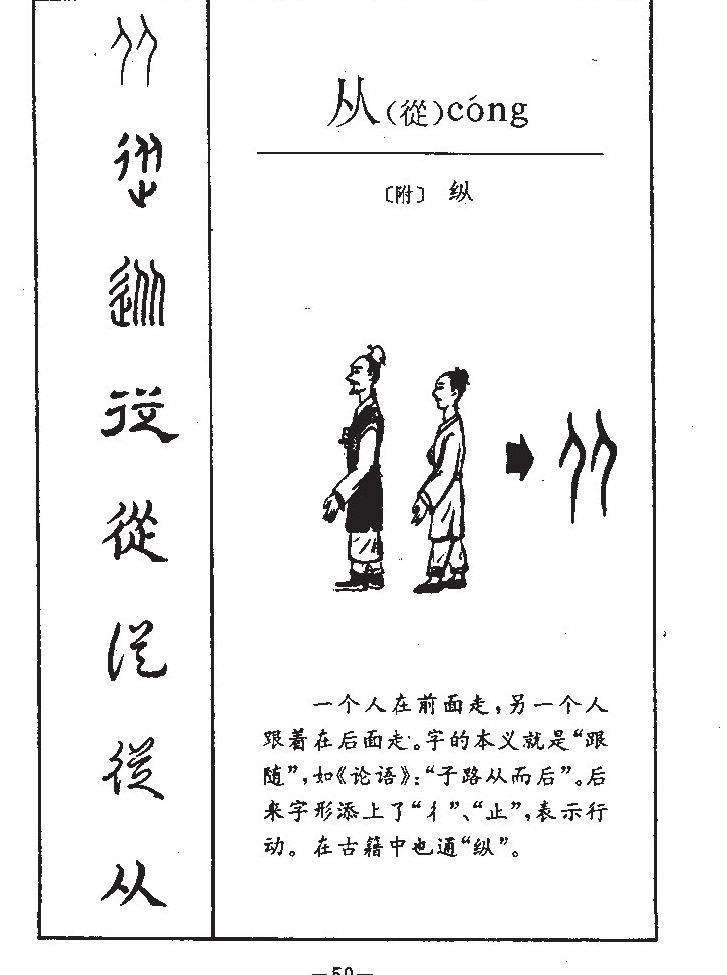 从(從)cóng
〔附〕 纵
一个人在前面走,另一个人
跟着在后面走。字的本义就是“跟
随”,如《论语》:“子路从而后”。后
来字形添上了“彳”、“止”,表示行
动。在古籍中也通“纵”。
從
從
从
—50—